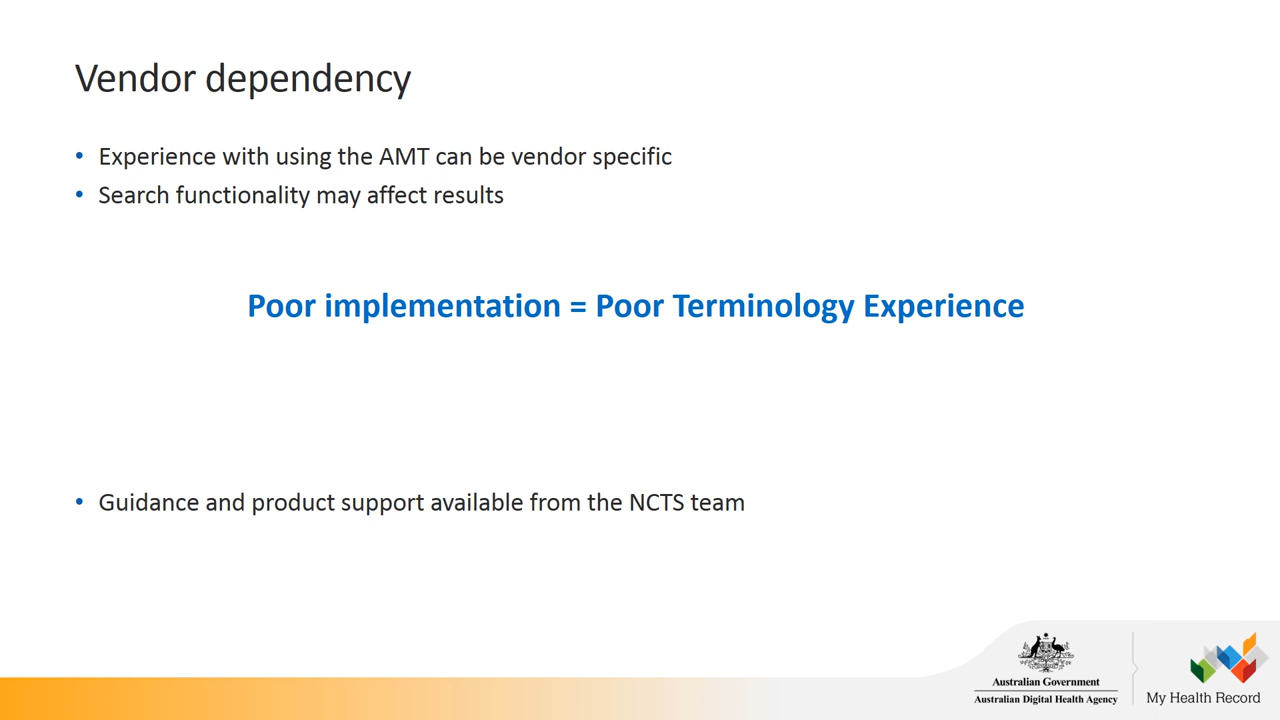 Vendor dependency
• Experience with using the AMT can be vendor specific
• Search functionality may affect results
Poor implementation = Poor Terminology Experience
• Guidance and product support available from the NCTS team
Australian Government
Australian Digital Health Agency
My Health Record